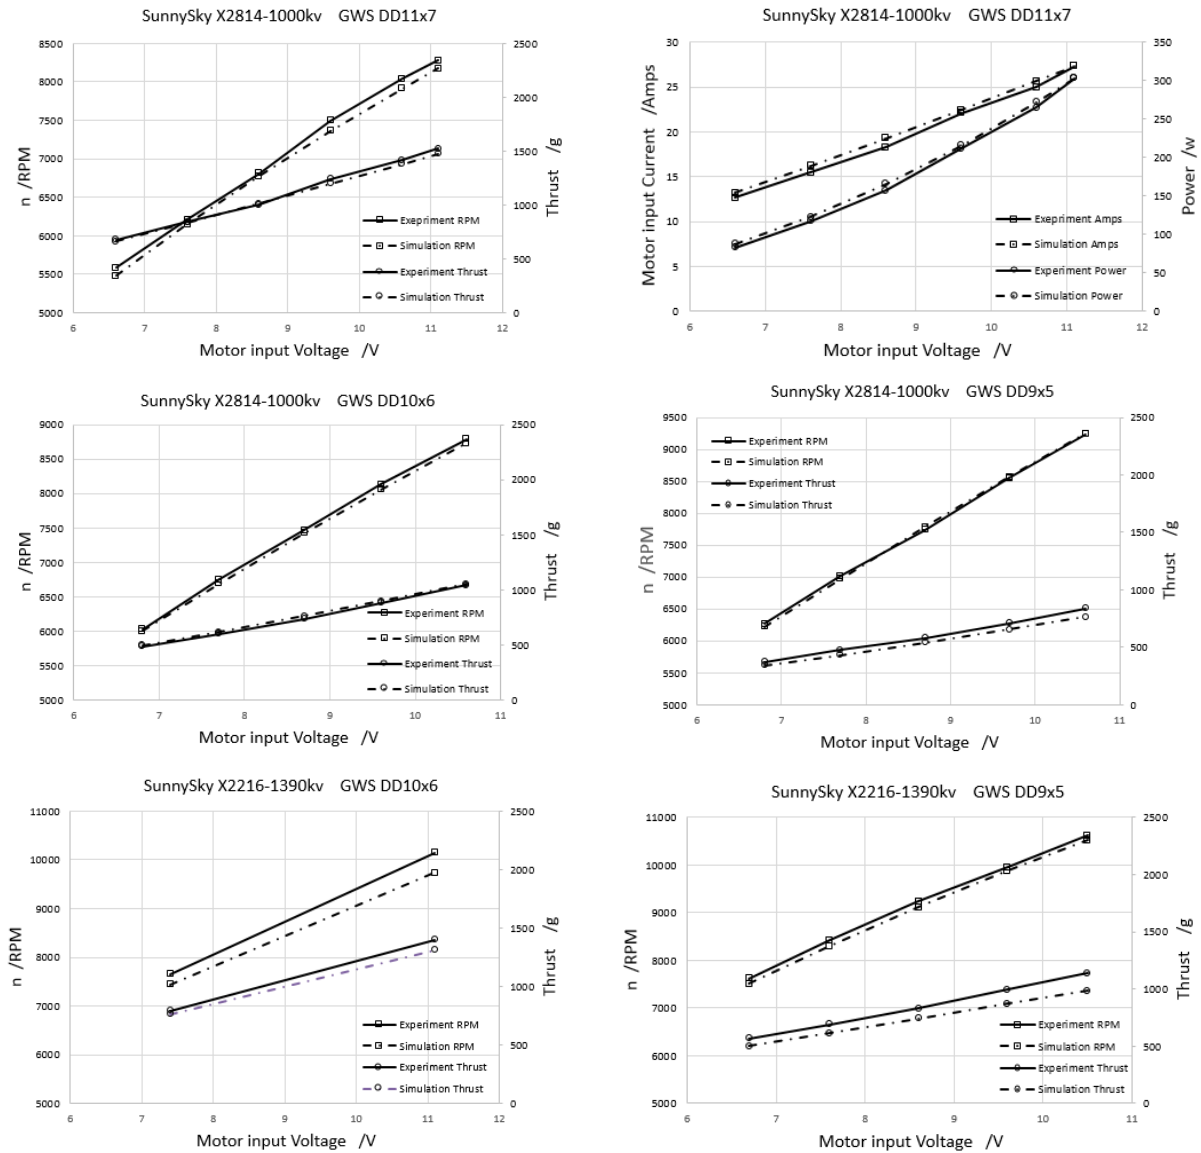 SunnySky X2814-1000kv GWS DD11x7
8500
8000
7500
7000
6500
6000
5500
5000
n /RPM
2500
2000
1500
1000
500
0
Thrust /g
Exepriment RPM
Simulation RPM
Experiment Thrust
Simulation Thrust
6 7 8 9 10 11 12
Motor input Voltage /V
SunnySky X2814-1000kv GWS DD11x7
30
25
20
15
10
5
0
Motor input Current /Amps
350
300
250
200
150
100
50
0
Power /w
Exepriment Amps
Simulation Amps
Experiment Power
Simulation Power
6 7 8 9 10 11 12
Motor input Voltage /V
SunnySky X2814-1000kv GWS DD10x6
9000
8500
8000
7500
7000
6500
6000
5500
5000
n /RPM
2500
2000
1500
1000
500
0
Thrust /g
Experiment RPM
Simulation RPM
Experiment Thrust
Simulation Thrust
6 7 8 9 10 11
Motor input Voltage /V
SunnySky X2814-1000kv GWS DD9x5
9500
9000
8500
8000
7500
7000
6500
6000
5500
5000
n /RPM
2500
2000
1500
1000
500
0
Thrust /g
Experiment RPM
Simulation RPM
Experiment Thrust
Simulation Thrust
6 7 8 9 10 11
Motor input Voltage /V
SunnySky X2216-1390kv GWS DD10x6
11000
10000
9000
8000
7000
6000
5000
n /RPM
2500
2000
1500
1000
500
0
Thrust /g
Experiment RPM
Simulation RPM
Experiment Thrust
Simulation Thrust
6 7 8 9 10 11 12
Motor input Voltage /V
SunnySky X2216-1390kv GWS DD9x5
11000
10000
9000
8000
7000
6000
5000
n /RPM
2500
2000
1500
1000
500
0
Thrust /g
Experiment RPM
Simulation RPM
Experiment Thrust
Simulation Thrust
6 7 8 9 10 11
Motor input Voltage /V